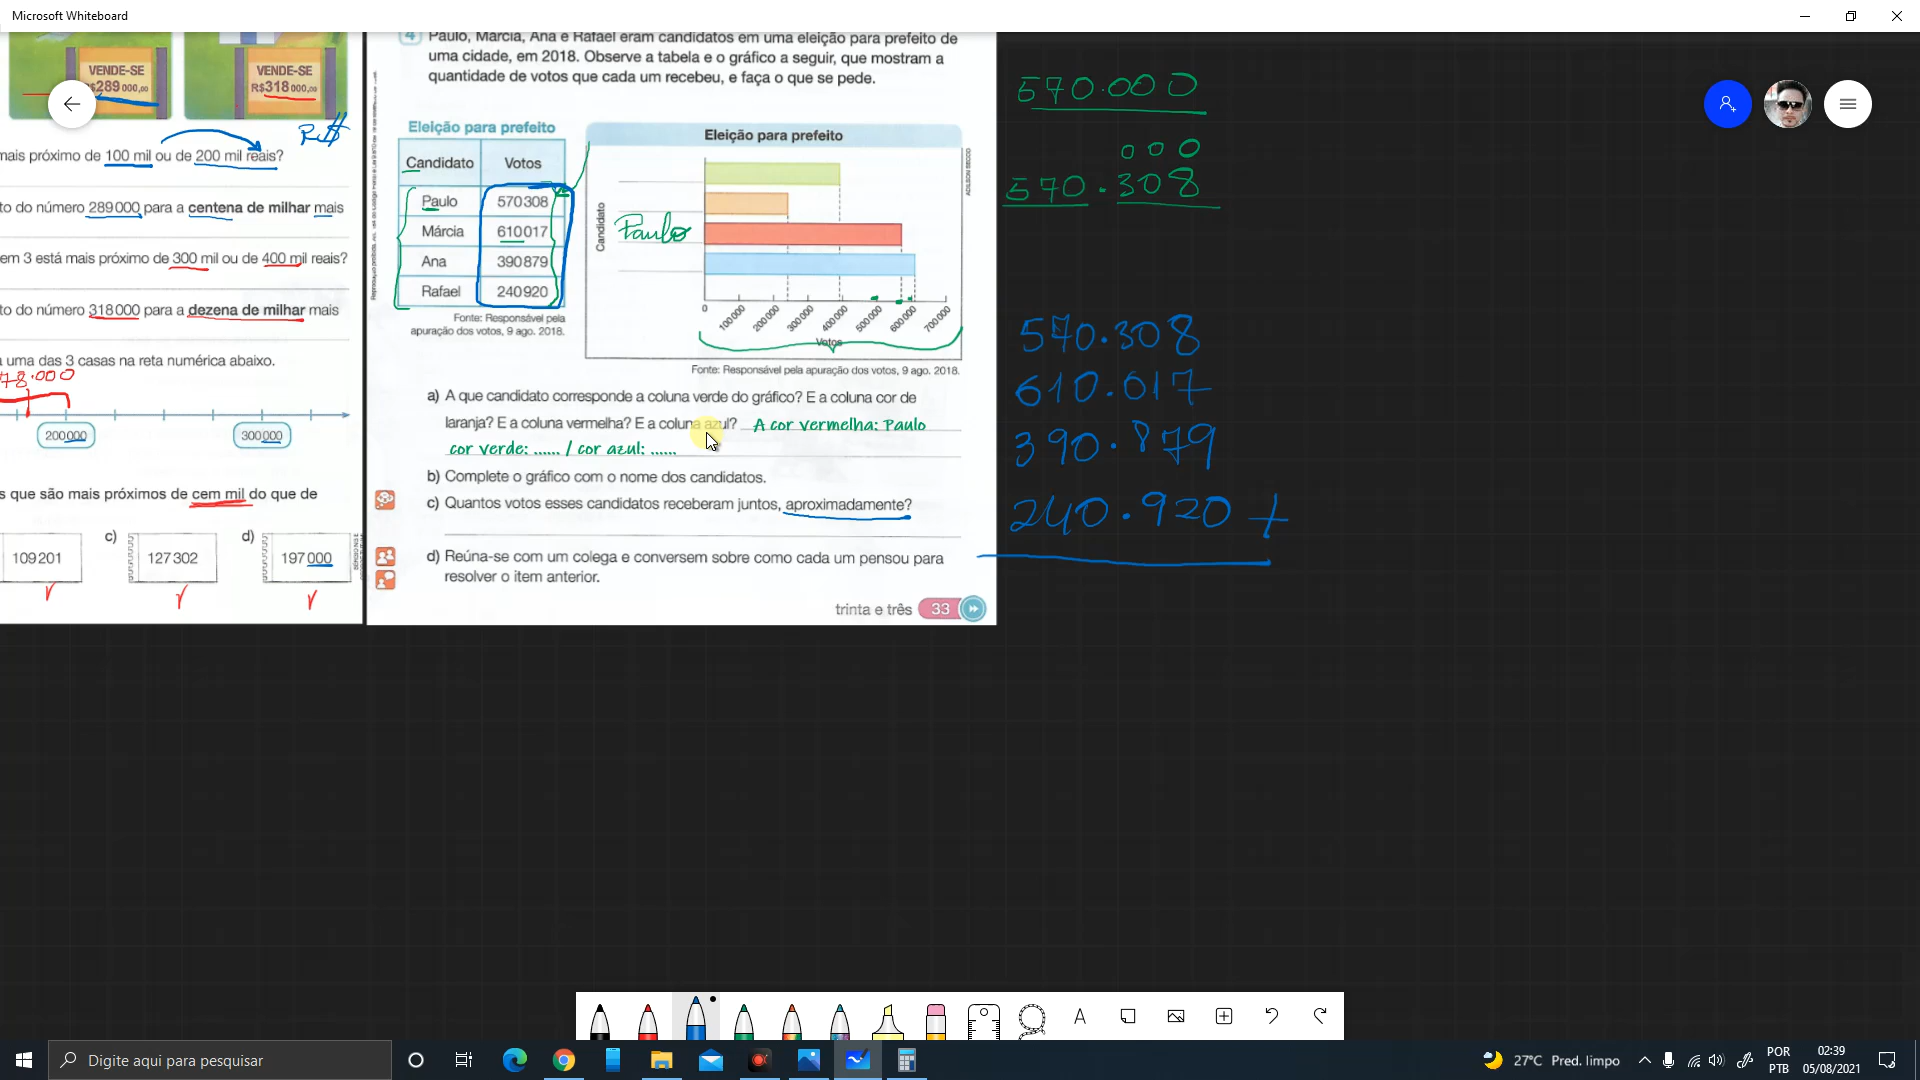 Microsoft Whiteboard
VENDE-SE
R$289000,00
VENDE-SE
R$318000,00
R$
mais próximo de 100 mil ou de 200 mil reais?
to do número 289000 para a centena de milhar mais
em 3 está mais próximo de 300 mil ou de 400 mil reais?
to do número 318000 para a dezena de milhar mais
uma das 3 casas na reta numérica abaixo.
78.000
200000
300000
s que são mais próximos de cem mil do que de
109201
c)
127302
d)
197000
4 Paulo, Márcia, Ana e Rafael eram candidatos em uma eleição para prefeito de
uma cidade, em 2018. Observe a tabela e o gráfico a seguir, que mostram a
quantidade de votos que cada um recebeu, e faça o que se pede.
Eleição para prefeito
Candidato Votos
Paulo 570308
Márcia 610017
Ana 390879
Rafael 240920
Fonte: Responsável pela
apuração dos votos, 9 ago. 2018.
Eleição para prefeito
Candidato
Paulo
0 100000 200000 300000 400000 500000 600000 700000
Votos
Fonte: Responsável pela apuração dos votos, 9 ago. 2018.
a) A que candidato corresponde a coluna verde do gráfico? E a coluna cor de
laranja? E a coluna vermelha? E a coluna azul? A cor vermelha: Paulo
cor verde: ...... / cor azul: ......
b) Complete o gráfico com o nome dos candidatos.
c) Quantos votos esses candidatos receberam juntos, aproximadamente?
d) Reúna-se com um colega e conversem sobre como cada um pensou para
resolver o item anterior.
trinta e três 33
570.000
000
570.308
570.308
610.017
390.879
240.920 +
Digite aqui para pesquisar
27°C Pred. limpo
POR
PTB
02:39
05/08/2021